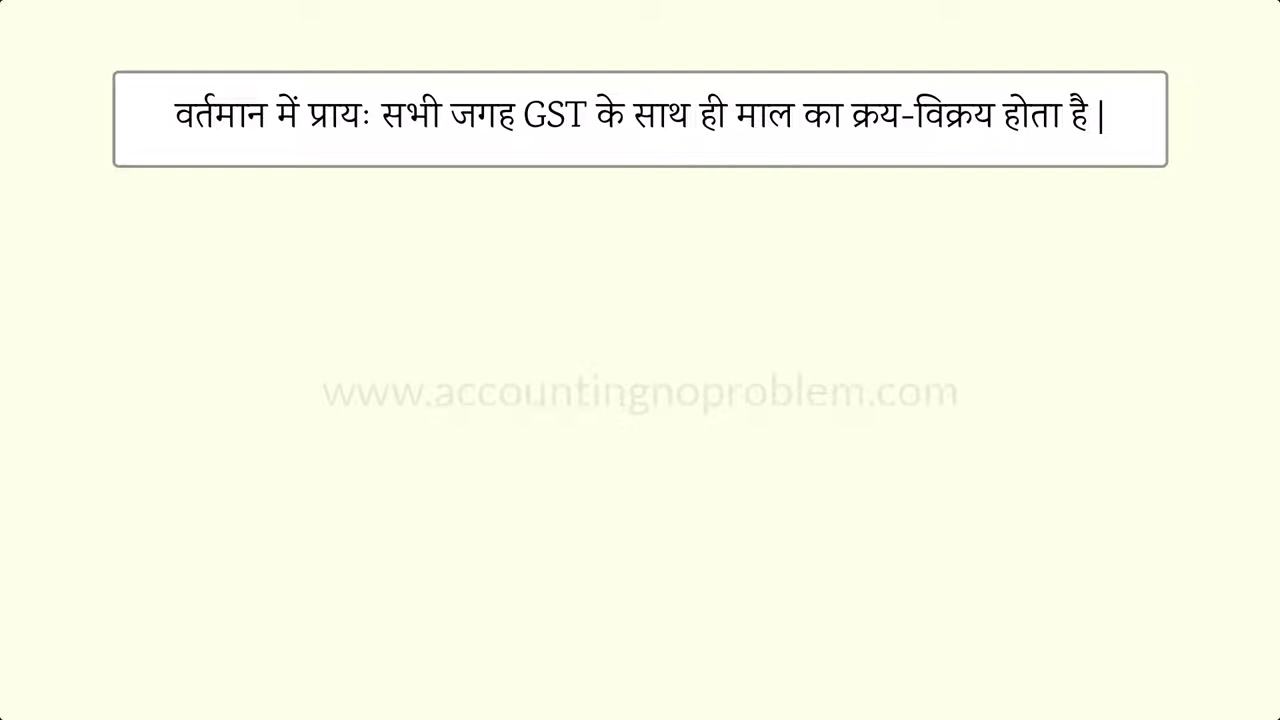 वर्तमान में प्रायः सभी जगह GST के साथ ही माल का क्रय-विक्रय होता है |
www.accountingnoproblem.com